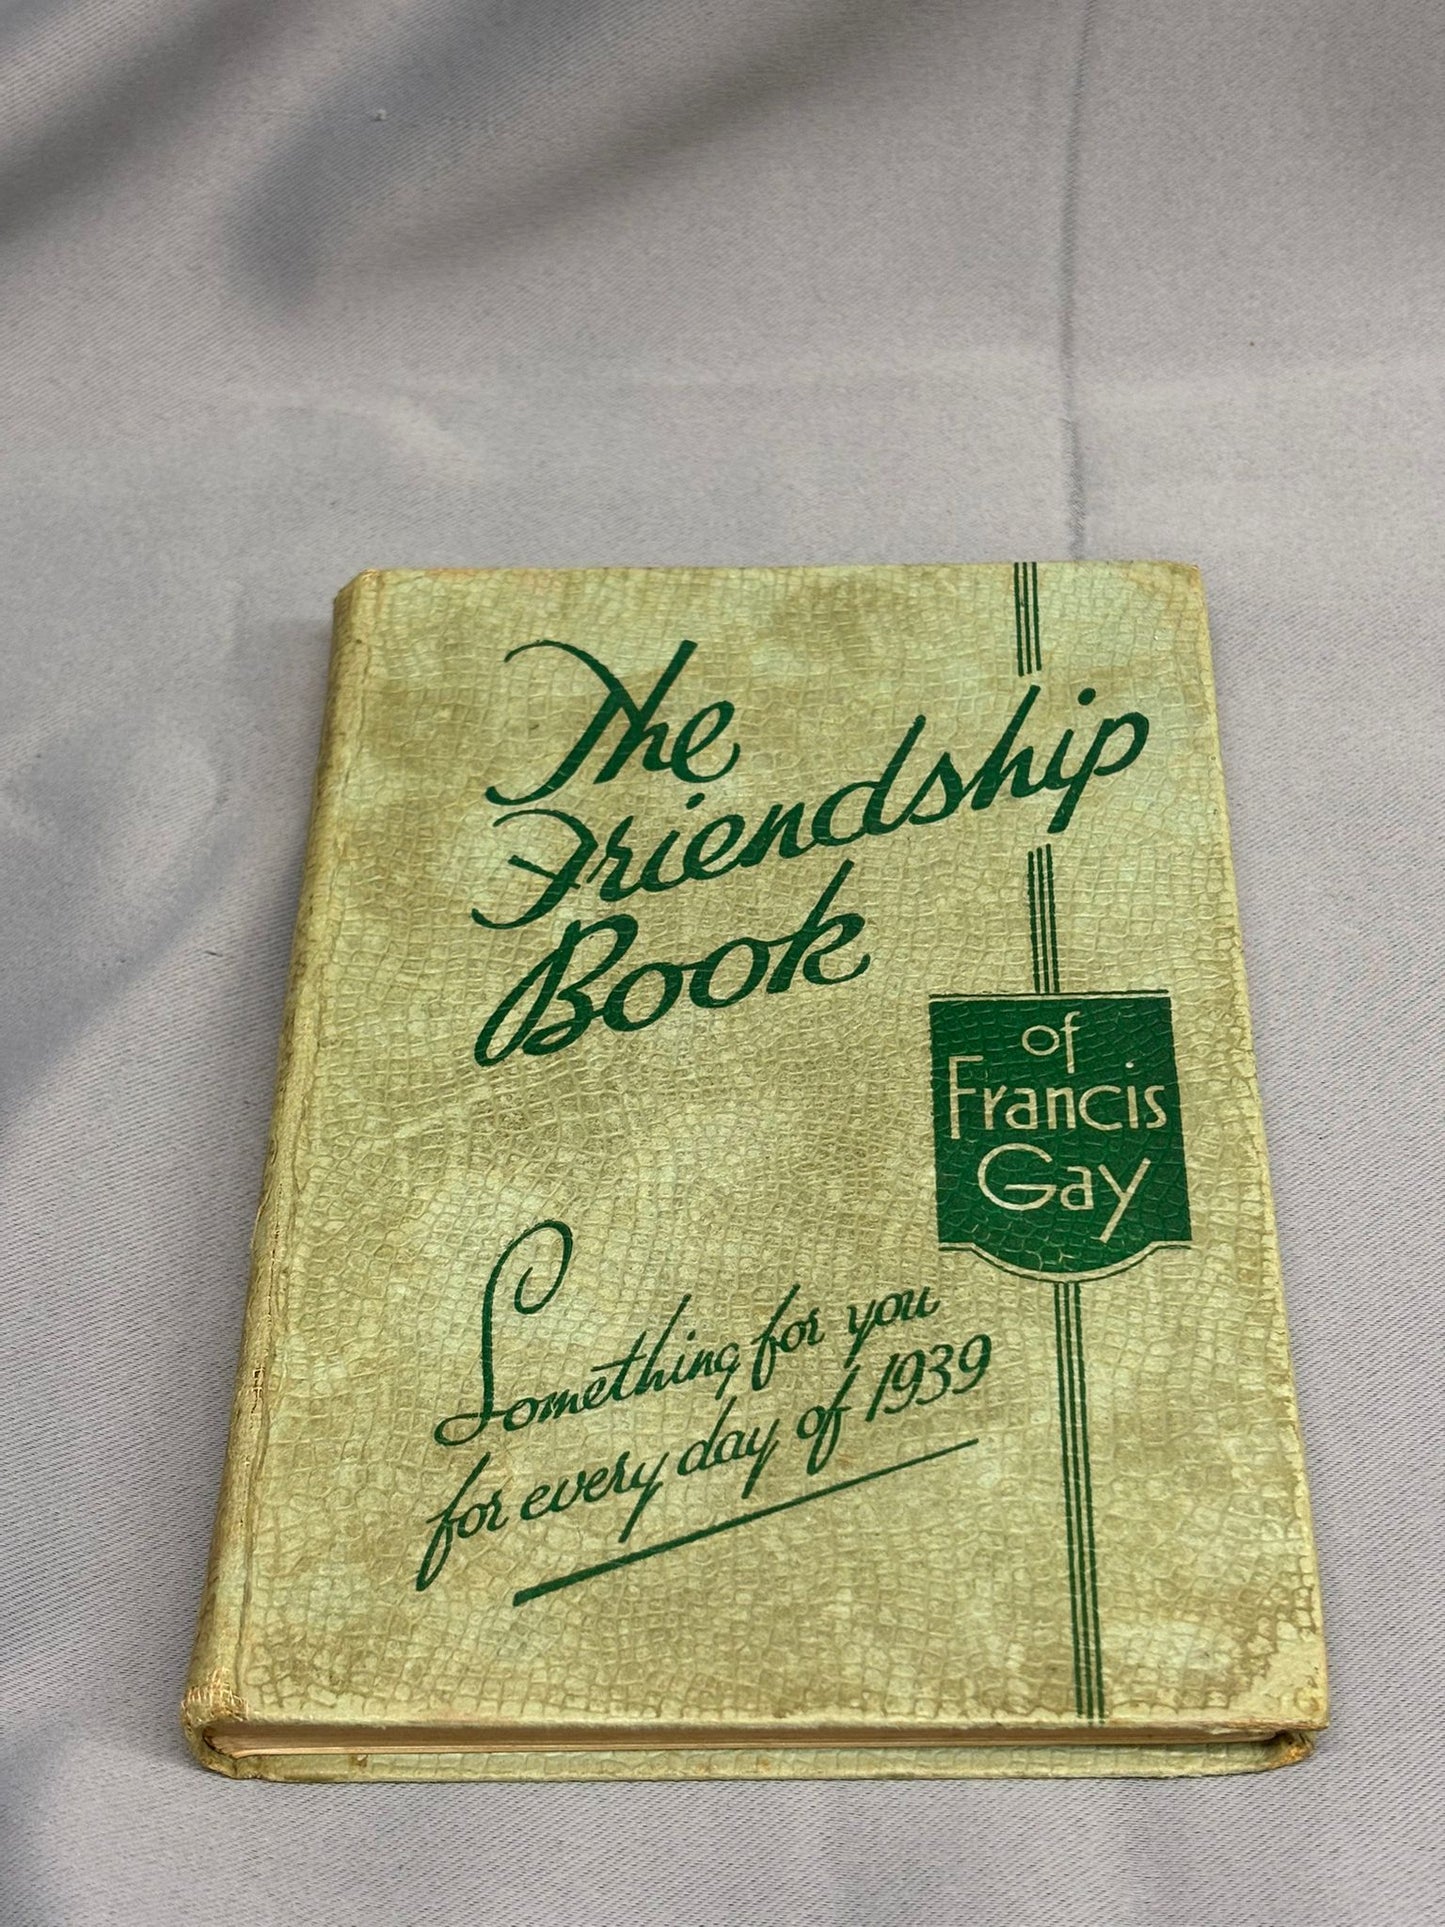 The
Friendship
Book
of
Francis
Gay
Something for you
for every day of 1939